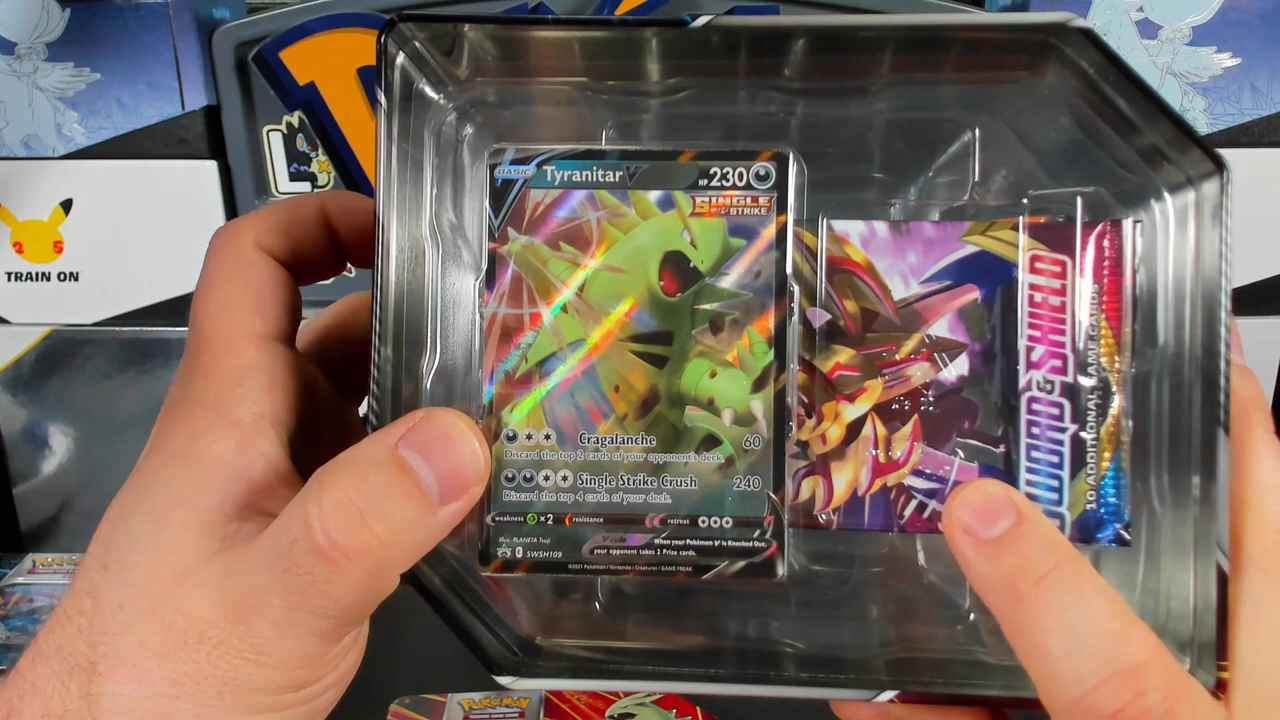 BASIC Tyranitar V HP 230
SINGLE STRIKE
Cragalanche 60
Discard the top 2 cards of your opponent's deck.
Single Strike Crush 240
Discard the top 4 cards of your deck.
weakness ×2 resistance retreat
Illus. PLANETA Tsuji
V rule When your Pokémon V is Knocked Out,
your opponent takes 2 Prize cards.
SWSH109
©2021 Pokémon / Nintendo / Creatures / GAME FREAK
SWORD & SHIELD
10 ADDITIONAL GAME CARDS
25
TRAIN ON
L
POKÉMON